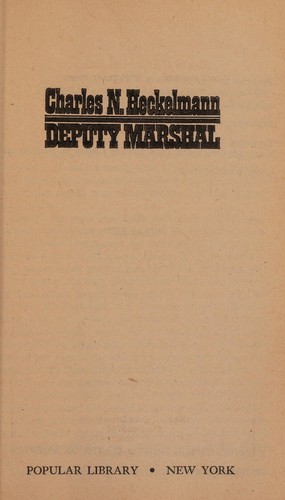 Charles N. Heckelmann
DEPUTY MARSHAL
POPULAR LIBRARY • NEW YORK